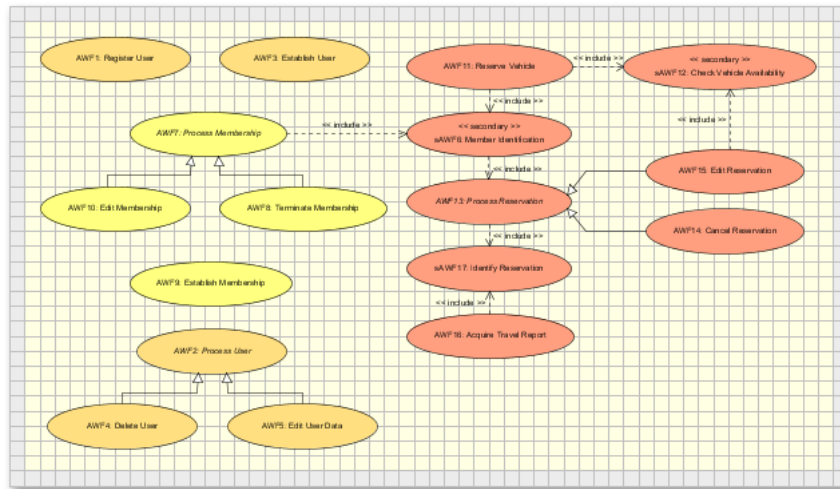 AWF1: Register User
AWF3: Establish User
AWF11: Reserve Vehicle
<< include >>
<< secondary >>
sAWF12: Check Vehicle Availability
<< include >>
<< include >>
AWF7: Process Membership
<< include >>
<< secondary >>
sAWF6: Member Identification
<< include >>
AWF15: Edit Reservation
AWF10: Edit Membership
AWF8: Terminate Membership
AWF13: Process Reservation
AWF14: Cancel Reservation
<< include >>
sAWF17: Identify Reservation
AWF9: Establish Membership
<< include >>
AWF16: Acquire Travel Report
AWF2: Process User
AWF4: Delete User
AWF5: Edit User Data